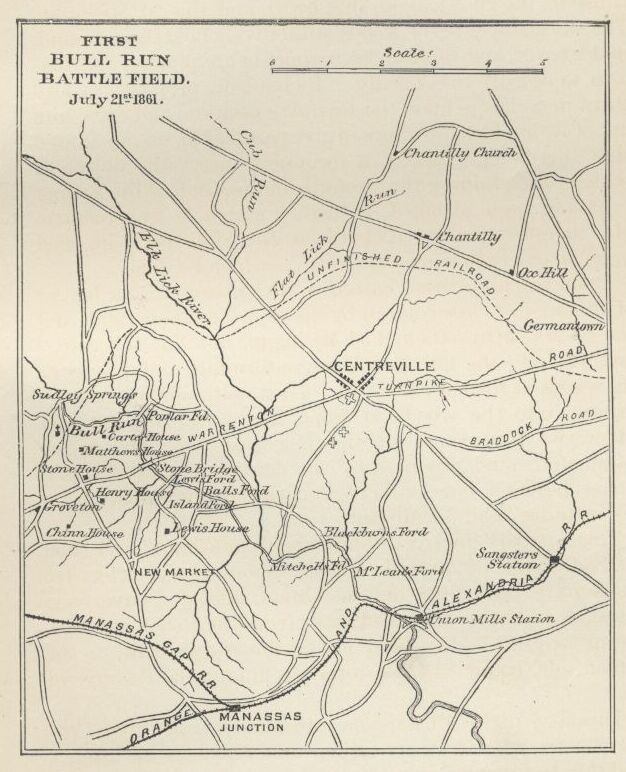 FIRST
BULL RUN
BATTLE FIELD.
July 21st 1861.
Scale:
0 1 2 3 4 5
Cub
Run
Chantilly Church
Run
Flat Lick
Chantilly
Elk Lick River
UNFINISHED RAILROAD
Ox Hill
Germantown
CENTREVILLE
ROAD
TURNPIKE
WARRENTON
BRADDOCK ROAD
Sudley Springs
Bull Run
Poplar Fd.
Carter House
Matthews House
Stone House
Stone Bridge
Lewis Ford
Henry House
Balls Ford
Groveton
Island Ford
Chinn House
Lewis House
Blackburns Ford
Sangsters
Station
R R
NEW MARKET
Mitchells Fd.
Mc Leans Ford
ALEXANDRIA
AND
Union Mills Station
MANASSAS GAP R.R.
MANASSAS
JUNCTION
ORANGE